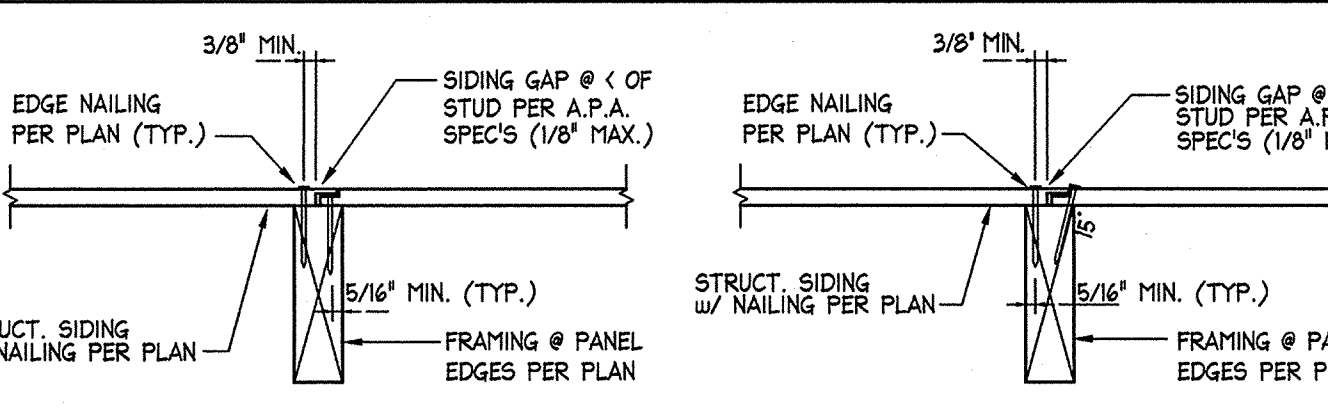 3/8" MIN.
SIDING GAP @ < OF
STUD PER A.P.A.
SPEC'S (1/8" MAX.)
EDGE NAILING
PER PLAN (TYP.)
5/16" MIN. (TYP.)
UCT. SIDING
NAILING PER PLAN
FRAMING @ PANEL
EDGES PER PLAN
3/8" MIN.
SIDING GAP @
STUD PER A.P
SPEC'S (1/8"
EDGE NAILING
PER PLAN (TYP.)
15°
STRUCT. SIDING
w/ NAILING PER PLAN
5/16" MIN. (TYP.)
FRAMING @ PA
EDGES PER P